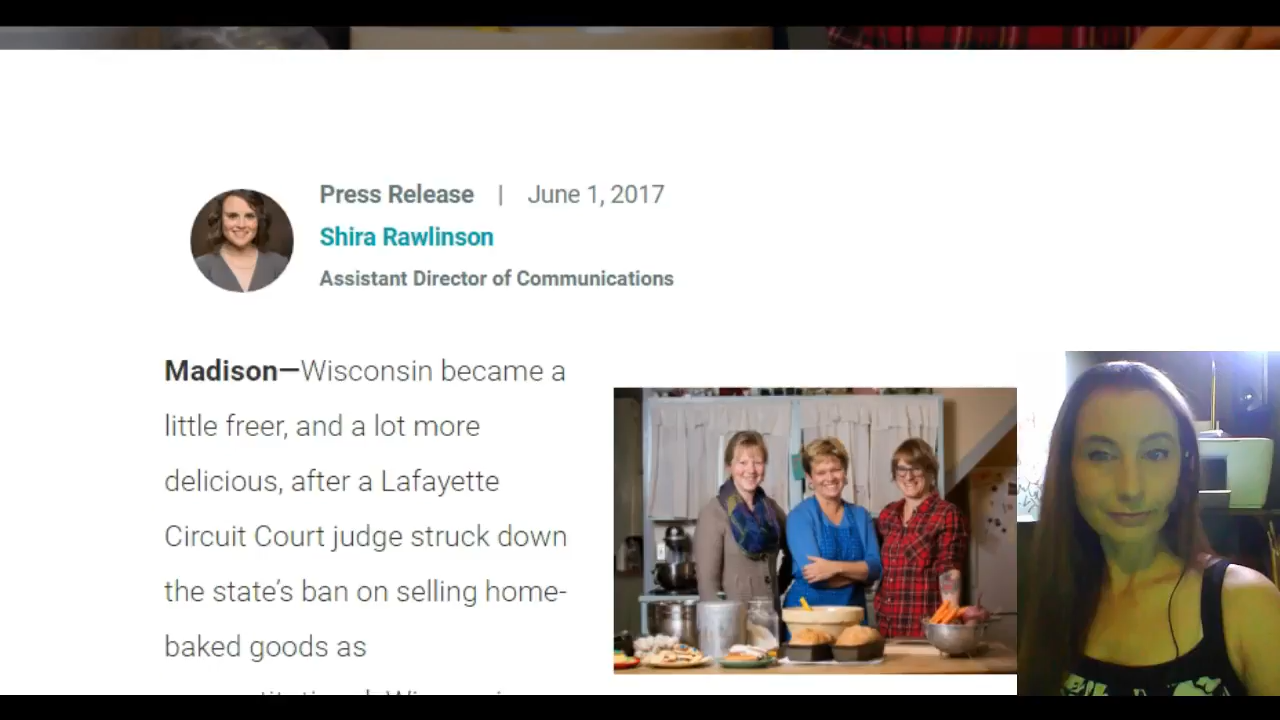 Press Release | June 1, 2017
Shira Rawlinson
Assistant Director of Communications
Madison—Wisconsin became a
little freer, and a lot more
delicious, after a Lafayette
Circuit Court judge struck down
the state's ban on selling home-
baked goods as